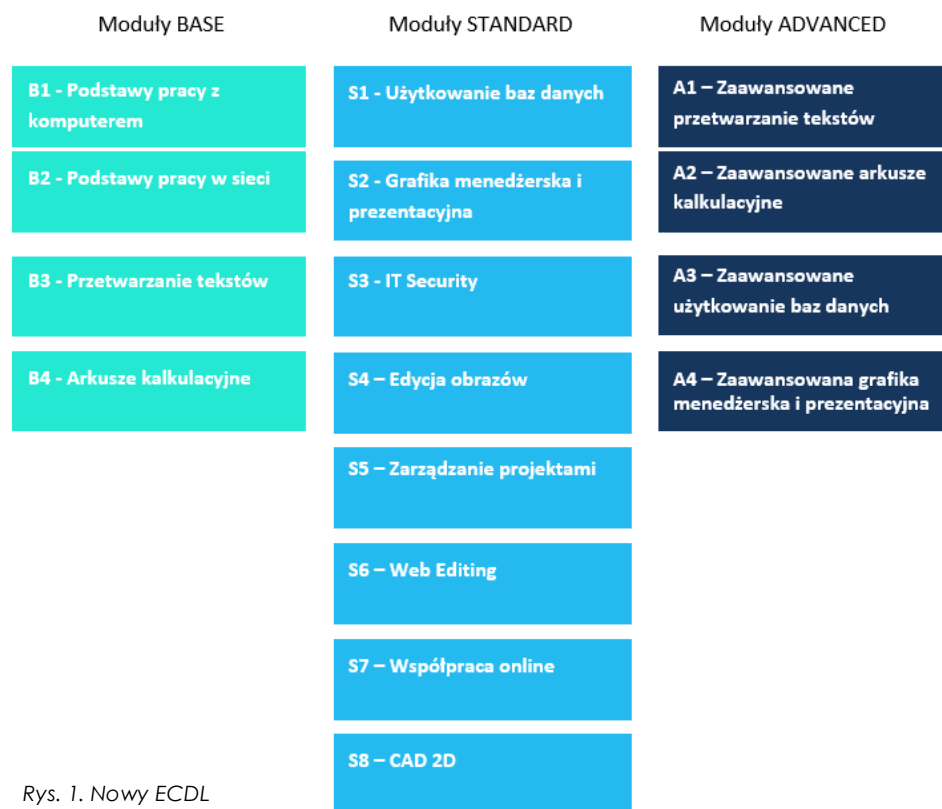 Moduły BASE
B1 - Podstawy pracy z
komputerem
B2 - Podstawy pracy w sieci
B3 - Przetwarzanie tekstów
B4 - Arkusze kalkulacyjne
Moduły STANDARD
S1 - Użytkowanie baz danych
S2 - Grafika menedżerska i
prezentacyjna
S3 - IT Security
S4 – Edycja obrazów
S5 – Zarządzanie projektami
S6 – Web Editing
S7 – Współpraca online
S8 – CAD 2D
Moduły ADVANCED
A1 – Zaawansowane
przetwarzanie tekstów
A2 – Zaawansowane arkusze
kalkulacyjne
A3 – Zaawansowane
użytkowanie baz danych
A4 – Zaawansowana grafika
menedżerska i prezentacyjna
Rys. 1. Nowy ECDL